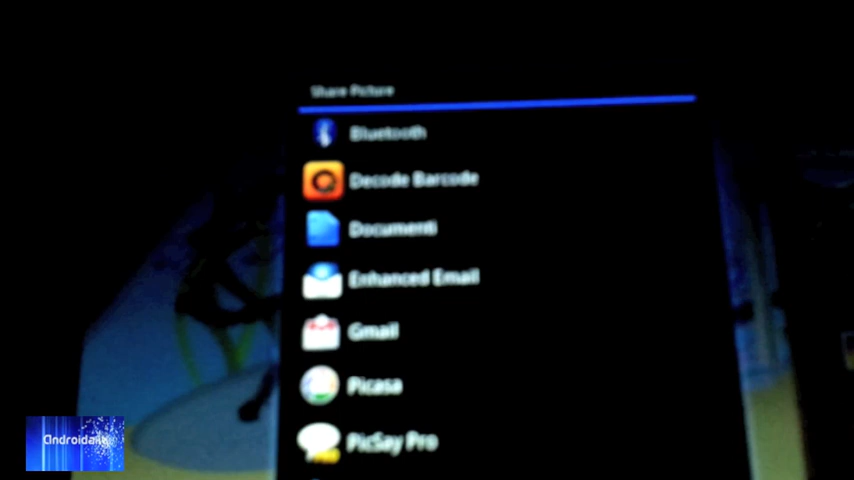 Share Picture
Bluetooth
Decode Barcode
Documenti
Enhanced Email
Gmail
Picasa
PicSay Pro